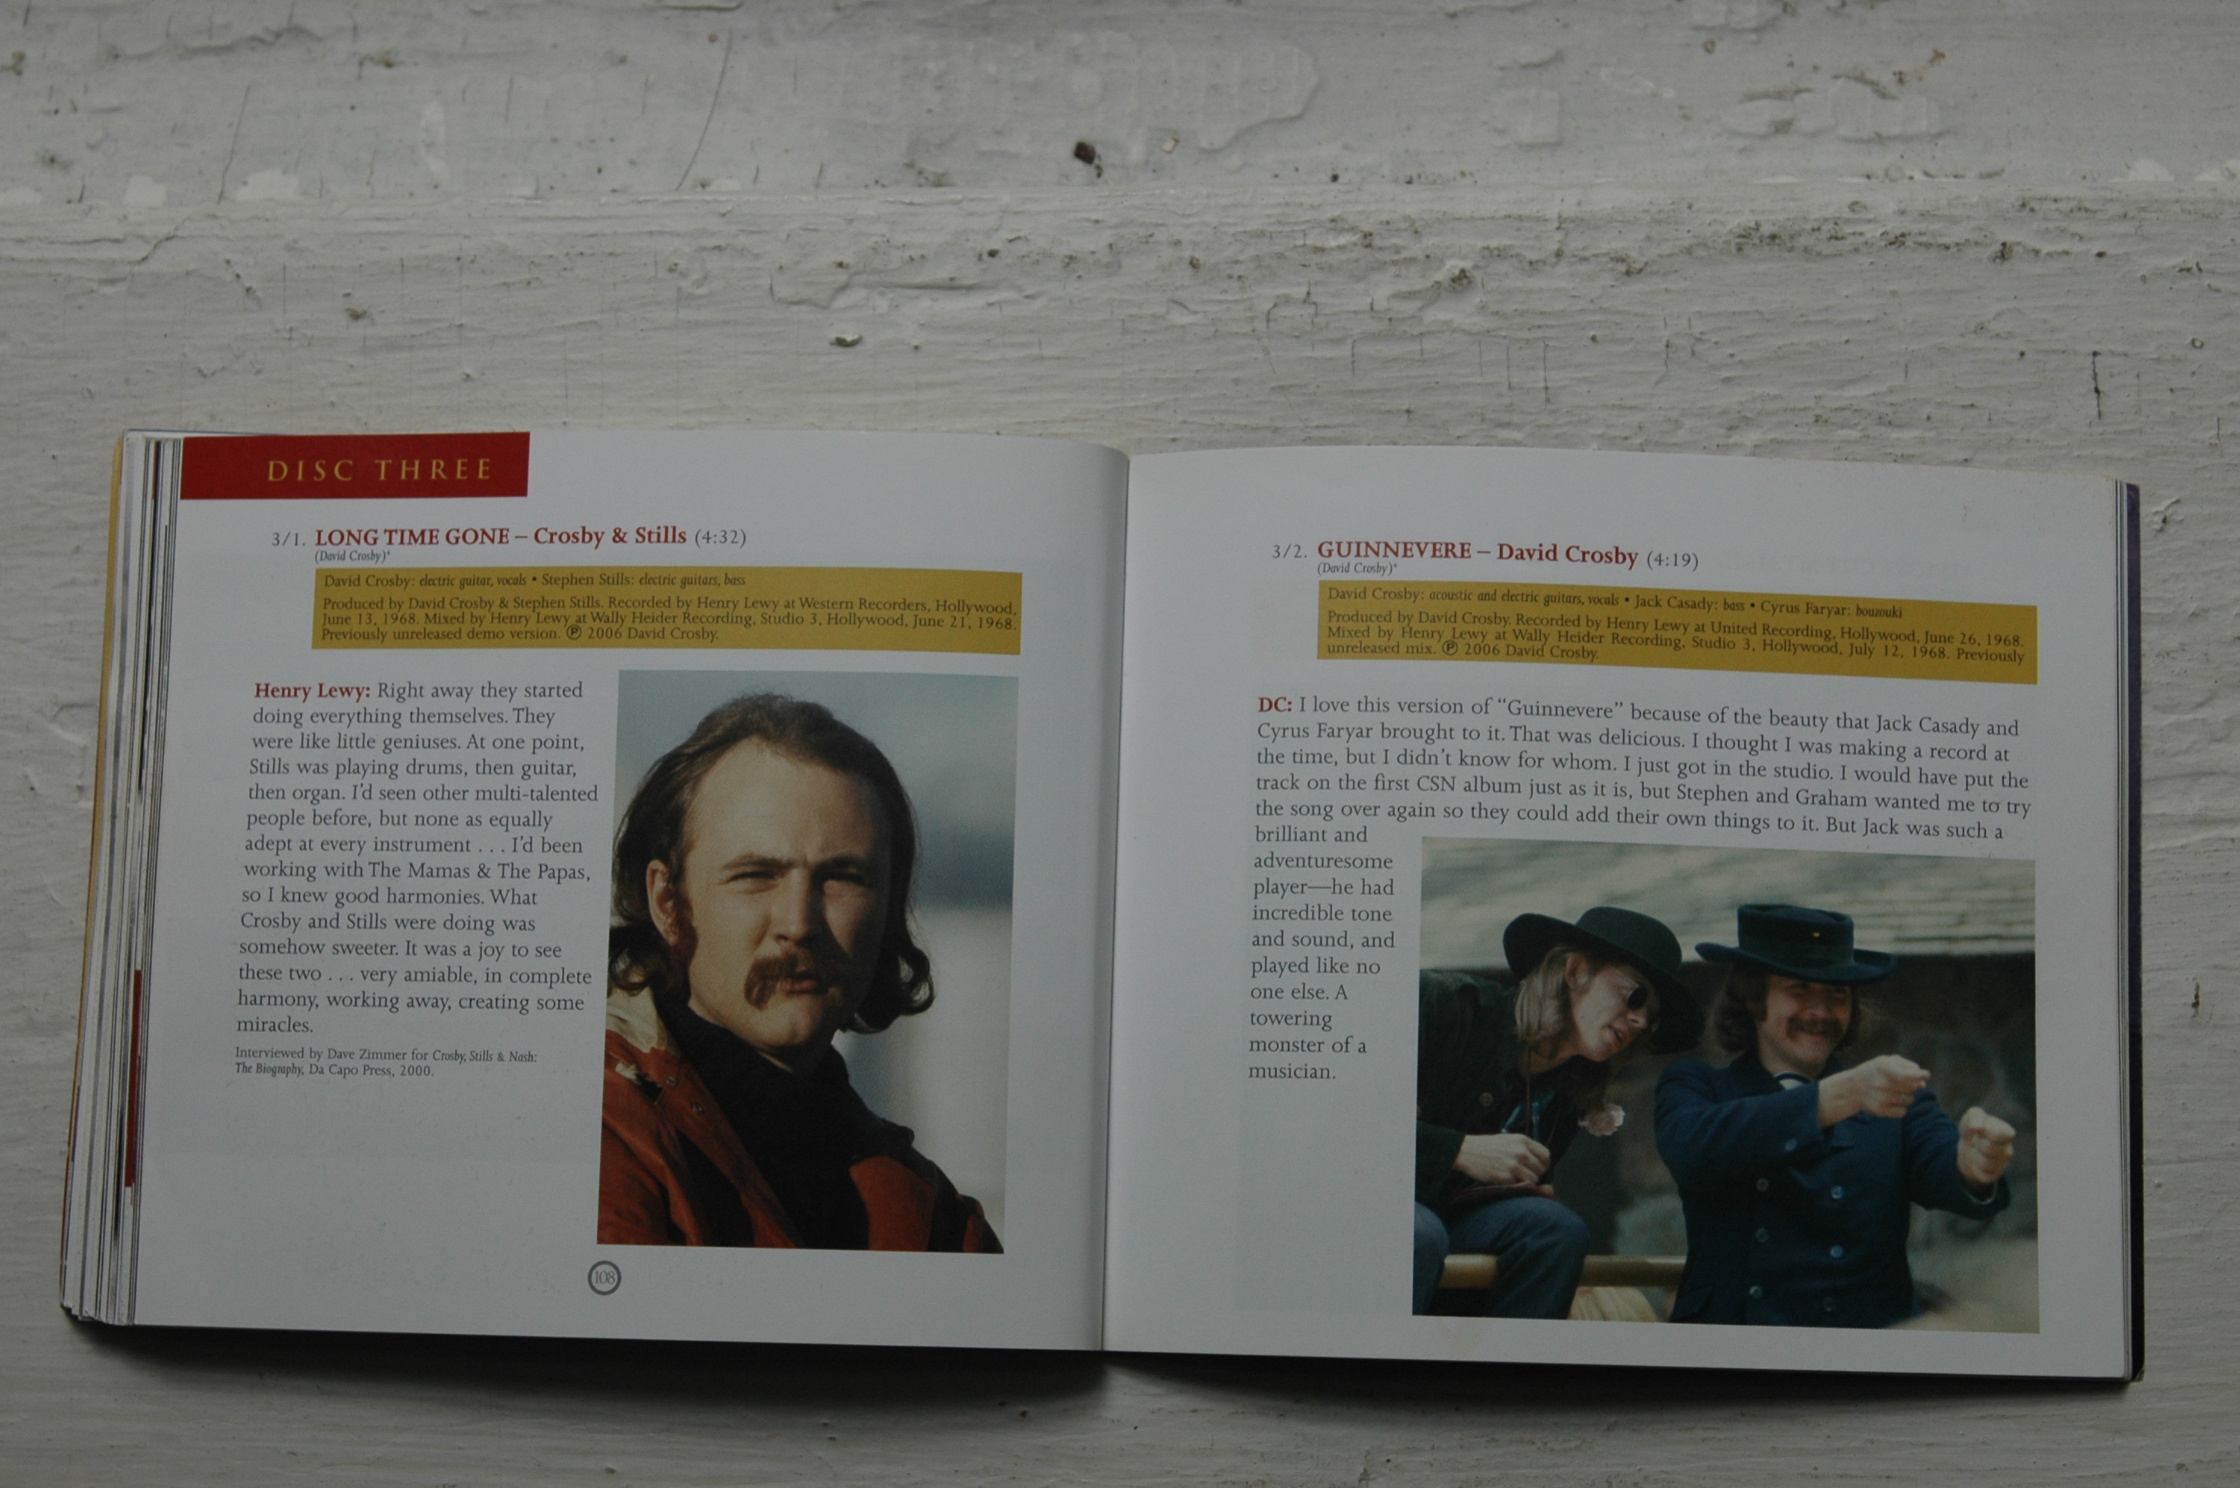 DISC THREE
3/1. LONG TIME GONE – Crosby & Stills (4:32)
(David Crosby)*
David Crosby: electric guitar, vocals • Stephen Stills: electric guitars, bass
Produced by David Crosby & Stephen Stills. Recorded by Henry Lewy at Western Recorders, Hollywood,
June 13, 1968. Mixed by Henry Lewy at Wally Heider Recording, Studio 3, Hollywood, June 21, 1968.
Previously unreleased demo version. ℗ 2006 David Crosby.
Henry Lewy: Right away they started
doing everything themselves. They
were like little geniuses. At one point,
Stills was playing drums, then guitar,
then organ. I'd seen other multi-talented
people before, but none as equally
adept at every instrument . . . I'd been
working with The Mamas & The Papas,
so I knew good harmonies. What
Crosby and Stills were doing was
somehow sweeter. It was a joy to see
these two . . . very amiable, in complete
harmony, working away, creating some
miracles.
Interviewed by Dave Zimmer for Crosby, Stills & Nash:
The Biography, Da Capo Press, 2000.
108
3/2. GUINNEVERE – David Crosby (4:19)
(David Crosby)*
David Crosby: acoustic and electric guitars, vocals • Jack Casady: bass • Cyrus Faryar: bouzouki
Produced by David Crosby. Recorded by Henry Lewy at United Recording, Hollywood, June 26, 1968.
Mixed by Henry Lewy at Wally Heider Recording, Studio 3, Hollywood, July 12, 1968. Previously
unreleased mix. ℗ 2006 David Crosby.
DC: I love this version of “Guinnevere” because of the beauty that Jack Casady and
Cyrus Faryar brought to it. That was delicious. I thought I was making a record at
the time, but I didn't know for whom. I just got in the studio. I would have put the
track on the first CSN album just as it is, but Stephen and Graham wanted me to try
the song over again so they could add their own things to it. But Jack was such a
brilliant and
adventuresome
player—he had
incredible tone
and sound, and
played like no
one else. A
towering
monster of a
musician.